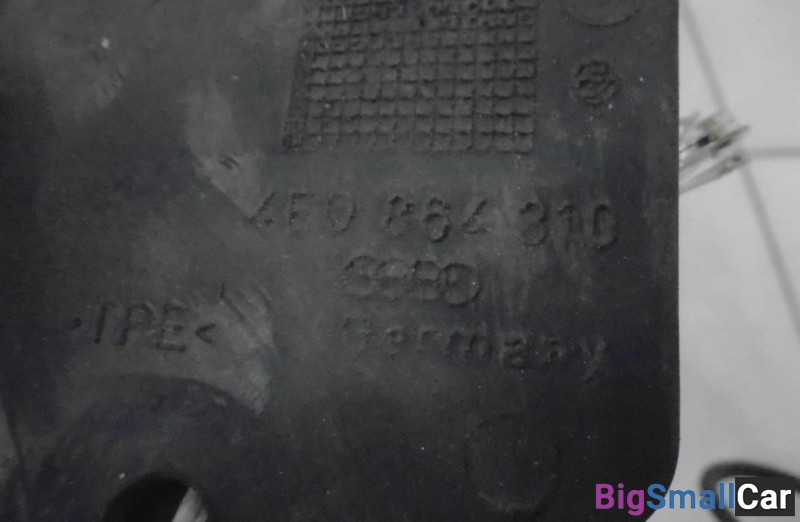 4E0 864 310
TPE<
Germany
BigSmallCar